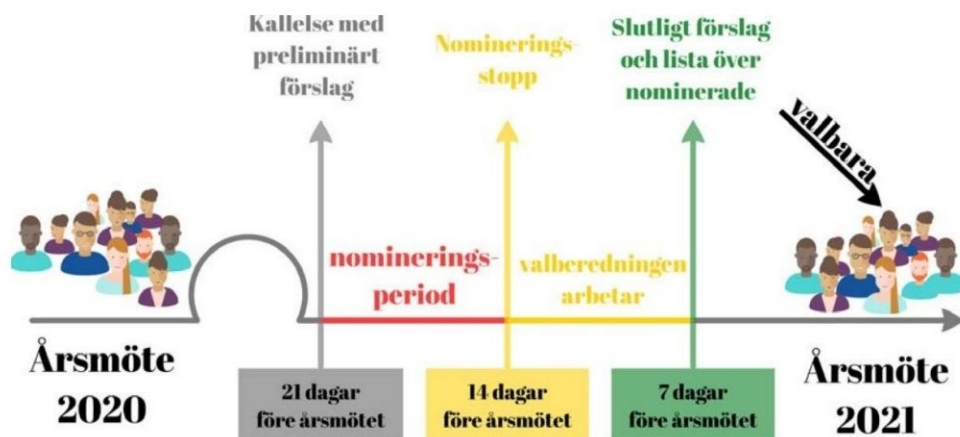 Kallelse med
preliminärt
förslag
Nominerings-
stopp
Slutligt förslag
och lista över
nominerade
valbara
nominerings-
period
valberedningen
arbetar
Årsmöte
2020
21 dagar
före årsmötet
14 dagar
före årsmötet
7 dagar
före årsmötet
Årsmöte
2021